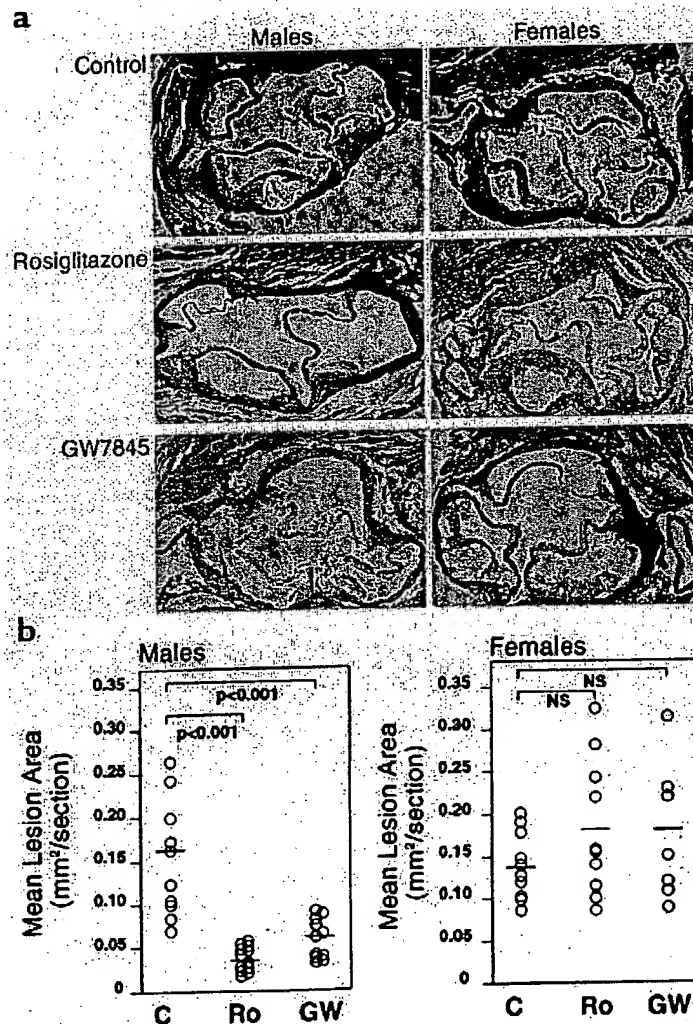 a
Males Females
Control
Rosiglitazone
GW7845
b
Males
0.35
0.30
0.25
0.20
0.15
0.10
0.05
0
p<0.001
p<0.001
Mean Lesion Area
(mm²/section)
C Ro GW
Females
0.35
0.30
0.25
0.20
0.15
0.10
0.05
0
NS
NS
Mean Lesion Area
(mm²/section)
C Ro GW